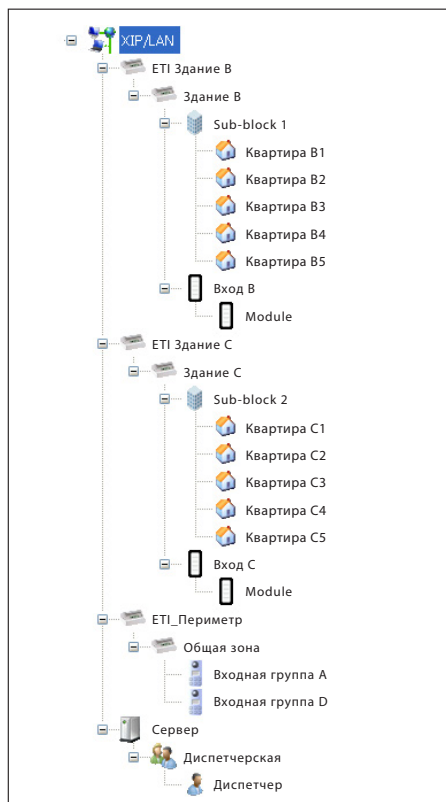 XIP/LAN
ETI Здание B
Здание B
Sub-block 1
Квартира B1
Квартира B2
Квартира B3
Квартира B4
Квартира B5
Вход B
Module
ETI Здание C
Здание C
Sub-block 2
Квартира C1
Квартира C2
Квартира C3
Квартира C4
Квартира C5
Вход C
Module
ETI_Периметр
Общая зона
Входная группа A
Входная группа D
Сервер
Диспетчерская
Диспетчер